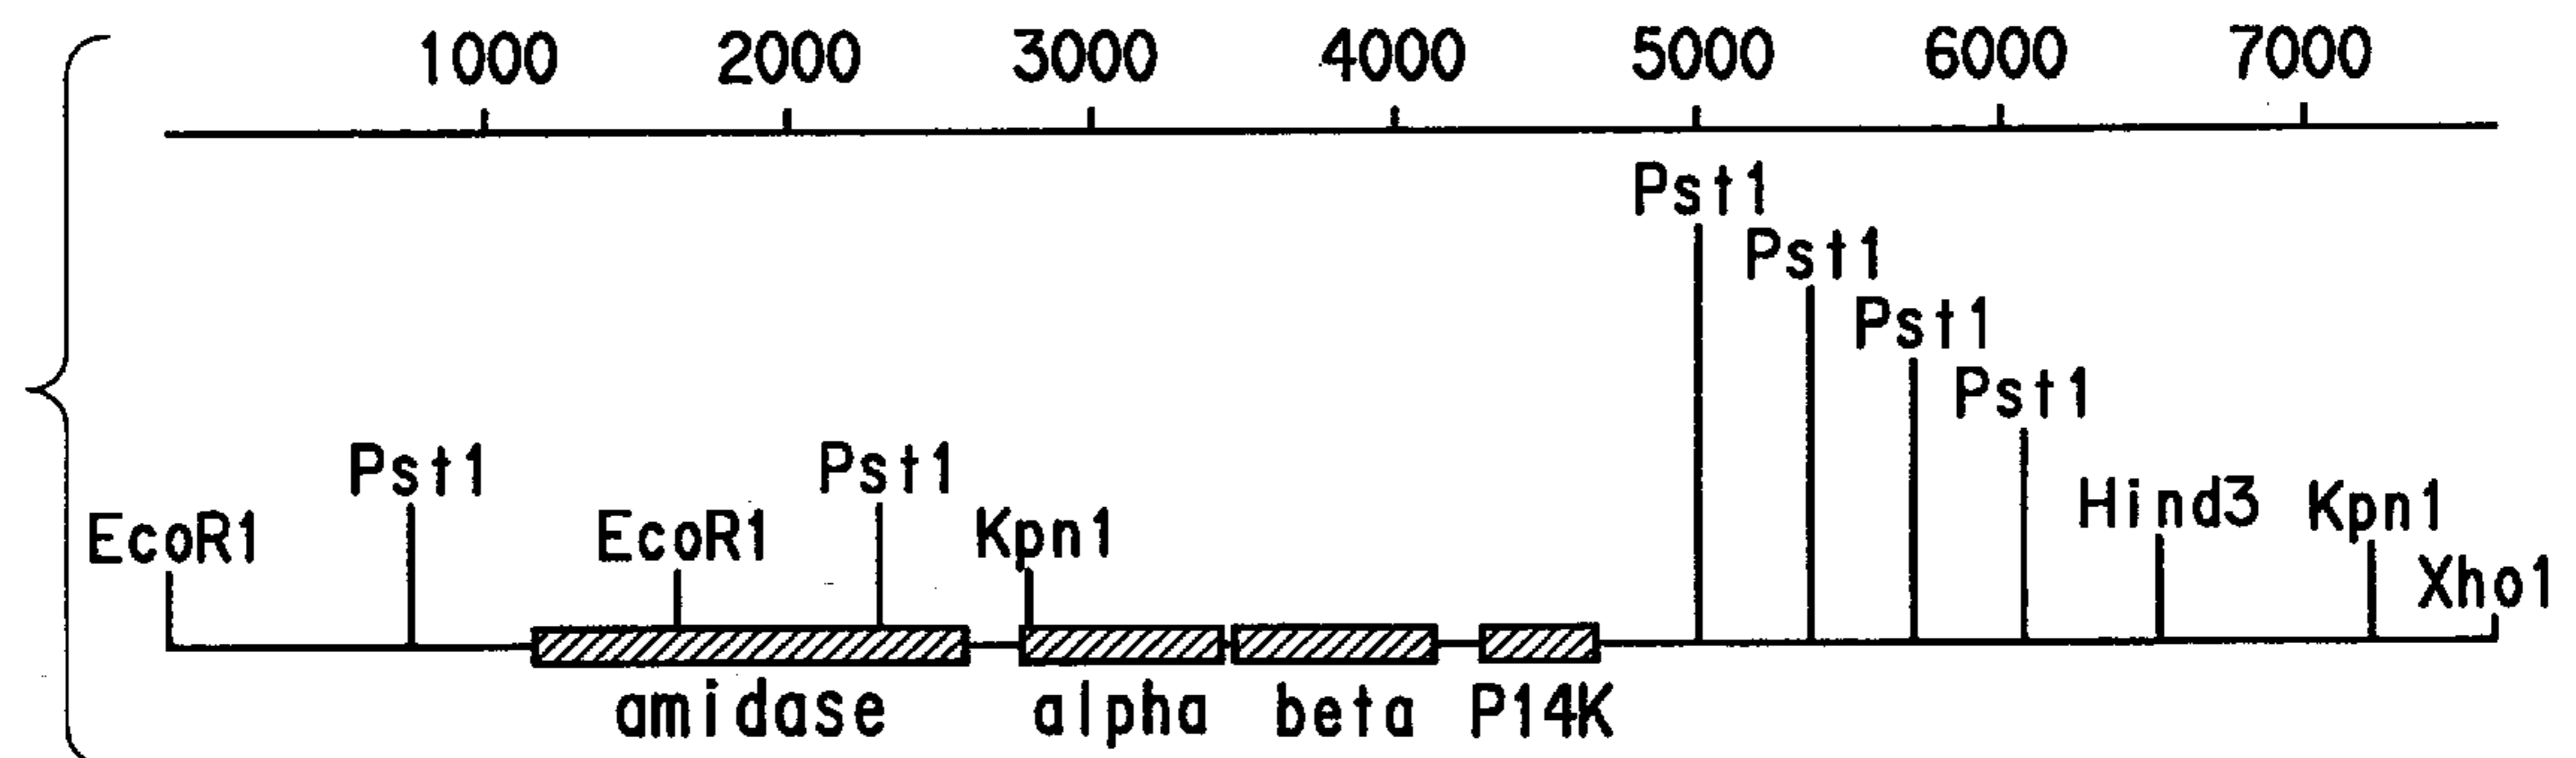 1000 2000 3000 4000 5000 6000 7000
Pst1
Pst1
Pst1
Pst1
Pst1 Pst1 Hind3 Kpn1
EcoR1 EcoR1 Kpn1 Xho1
amidase alpha beta P14K